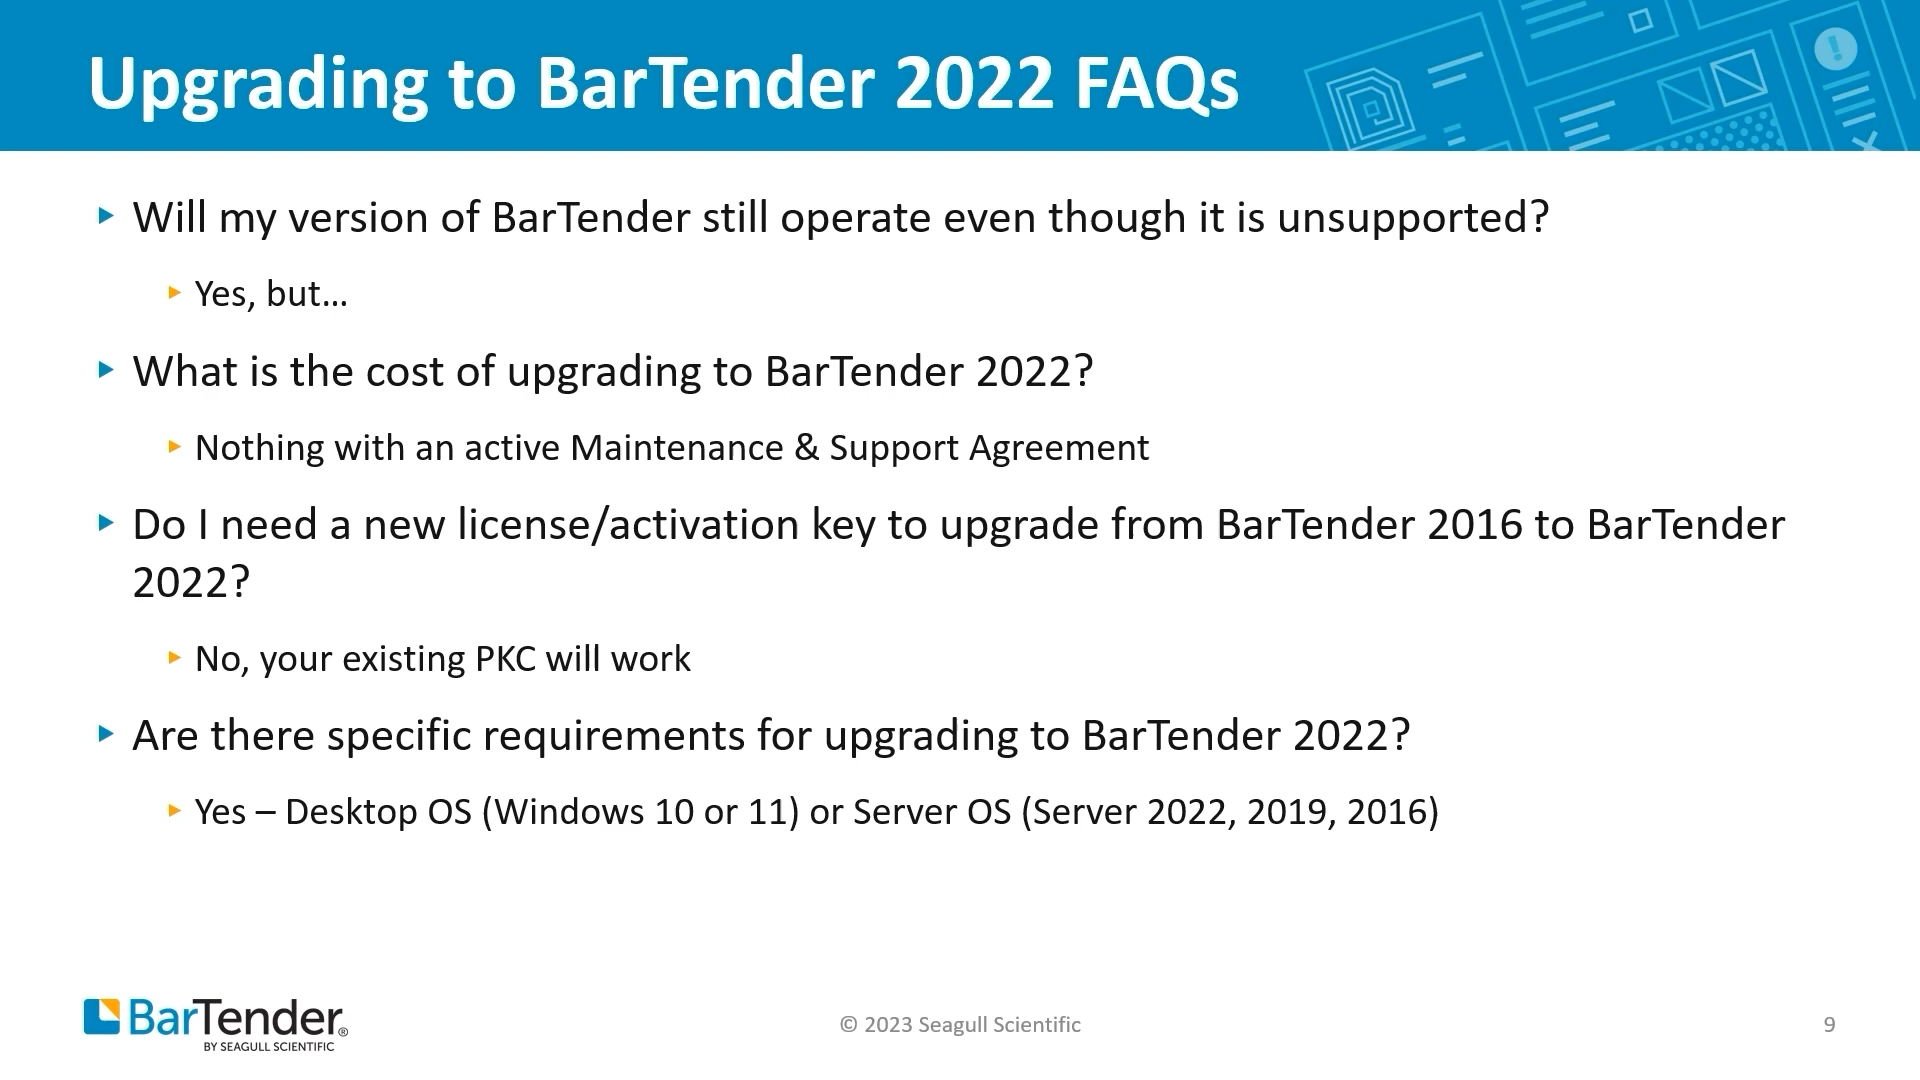 Upgrading to BarTender 2022 FAQs
Will my version of BarTender still operate even though it is unsupported?
Yes, but…
What is the cost of upgrading to BarTender 2022?
Nothing with an active Maintenance & Support Agreement
Do I need a new license/activation key to upgrade from BarTender 2016 to BarTender
2022?
No, your existing PKC will work
Are there specific requirements for upgrading to BarTender 2022?
Yes – Desktop OS (Windows 10 or 11) or Server OS (Server 2022, 2019, 2016)
BarTender®
BY SEAGULL SCIENTIFIC
© 2023 Seagull Scientific
9